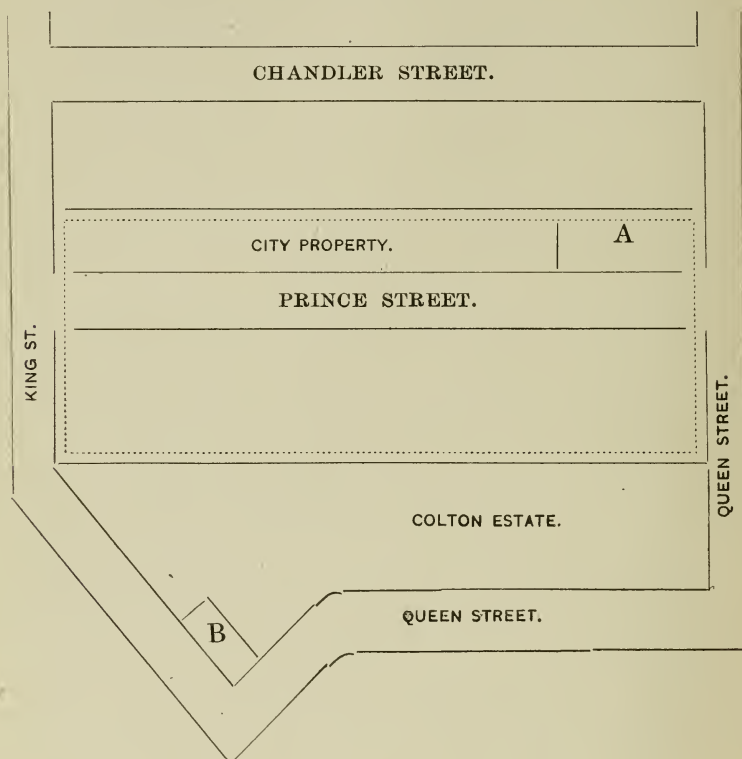 CHANDLER STREET.
CITY PROPERTY.
A
PRINCE STREET.
KING ST.
QUEEN STREET.
COLTON ESTATE.
QUEEN STREET.
B